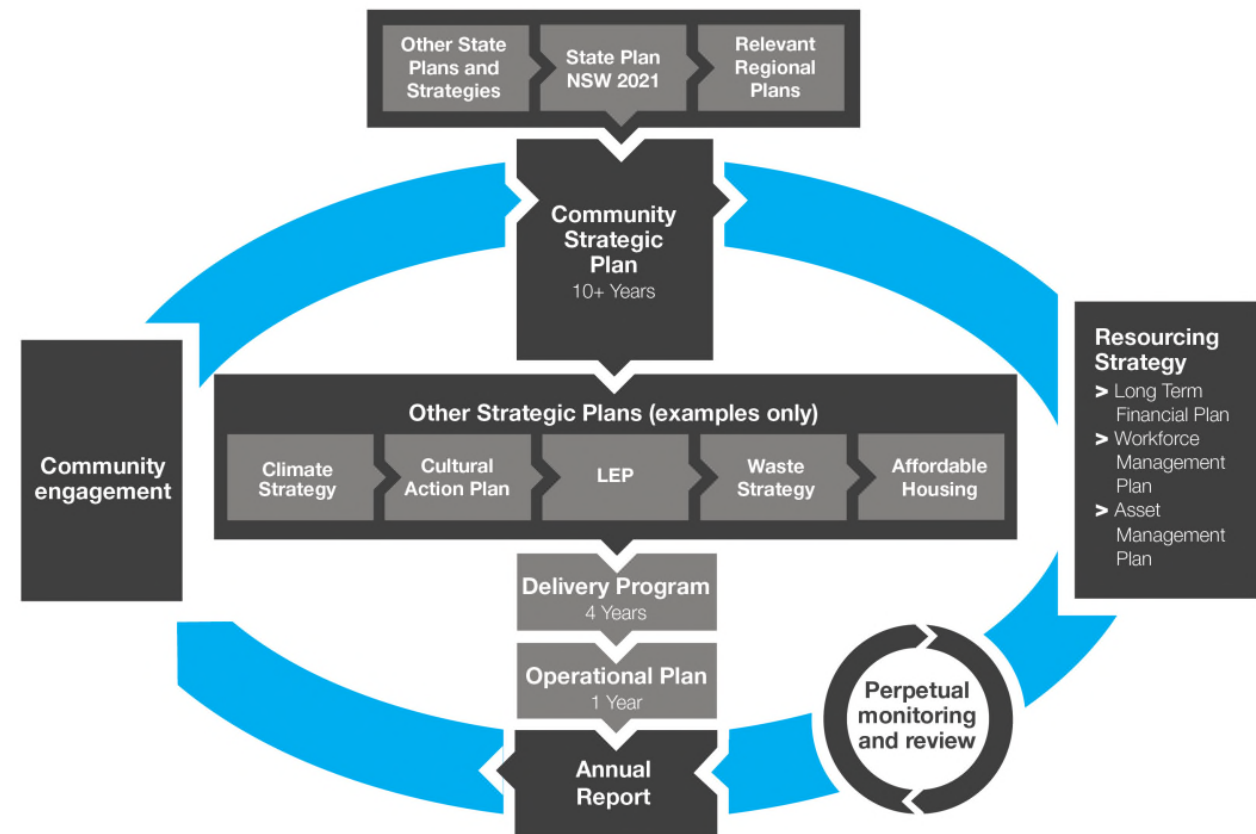 Other State
Plans and
Strategies
State Plan
NSW 2021
Relevant
Regional
Plans
Community
Strategic
Plan
10+ Years
Community
engagement
Other Strategic Plans (examples only)
Climate
Strategy
Cultural
Action Plan
LEP
Waste
Strategy
Affordable
Housing
Resourcing
Strategy
> Long Term
Financial Plan
> Workforce
Management
Plan
> Asset
Management
Plan
Delivery Program
4 Years
Operational Plan
1 Year
Annual
Report
Perpetual
monitoring
and review